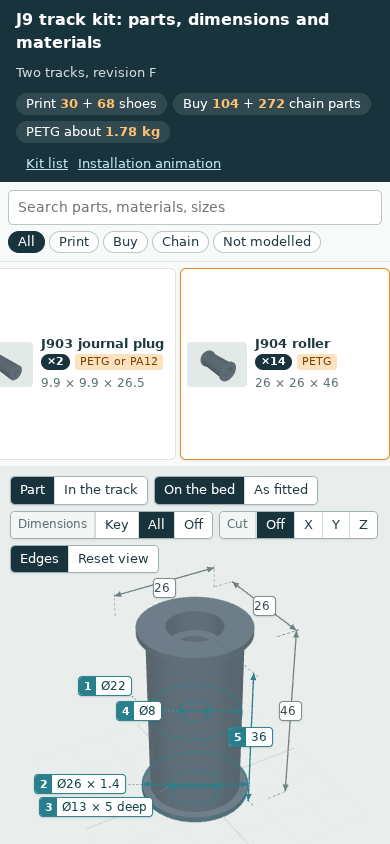 J9 track kit: parts, dimensions and
materials
Two tracks, revision F
Print 30 + 68 shoes
Buy 104 + 272 chain parts
PETG about 1.78 kg
Kit list
Installation animation
Search parts, materials, sizes
All
Print
Buy
Chain
Not modelled
J903 journal plug
×2
PETG or PA12
9.9 × 9.9 × 26.5
J904 roller
×14
PETG
26 × 26 × 46
Part
In the track
On the bed
As fitted
Dimensions
Key
All
Off
Cut
Off
X
Y
Z
Edges
Reset view
26
26
1 Ø22
4 Ø8
46
5 36
2 Ø26 × 1.4
3 Ø13 × 5 deep